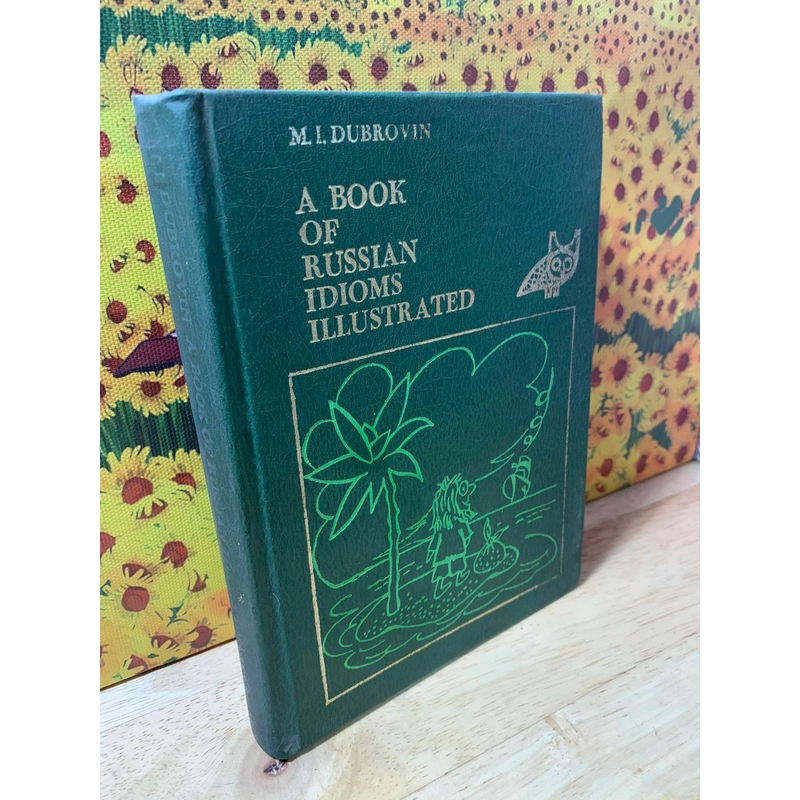 M. I. DUBROVIN
A BOOK
OF
RUSSIAN
IDIOMS
ILLUSTRATED